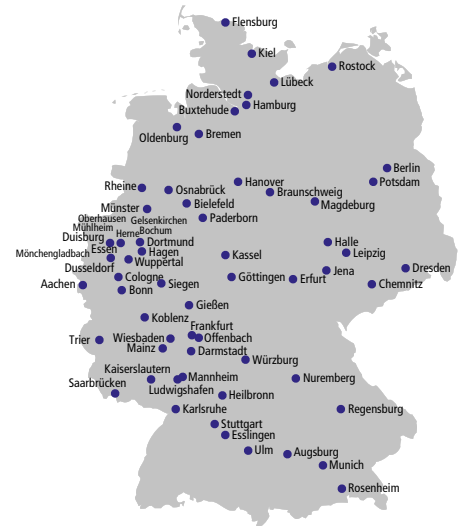 Flensburg
Kiel
Rostock
Lübeck
Norderstedt
Hamburg
Buxtehude
Oldenburg
Bremen
Berlin
Rheine
Osnabrück
Hanover
Potsdam
Braunschweig
Bielefeld
Magdeburg
Münster
Paderborn
Oberhausen
Gelsenkirchen
Mühlheim
Herne
Bochum
Duisburg
Dortmund
Halle
Essen
Hagen
Leipzig
Mönchengladbach
Wuppertal
Kassel
Dusseldorf
Jena
Dresden
Cologne
Göttingen
Erfurt
Aachen
Siegen
Chemnitz
Bonn
Gießen
Koblenz
Frankfurt
Trier
Wiesbaden
Offenbach
Mainz
Darmstadt
Würzburg
Kaiserslautern
Saarbrücken
Mannheim
Nuremberg
Ludwigshafen
Heilbronn
Karlsruhe
Regensburg
Stuttgart
Esslingen
Ulm
Augsburg
Munich
Rosenheim